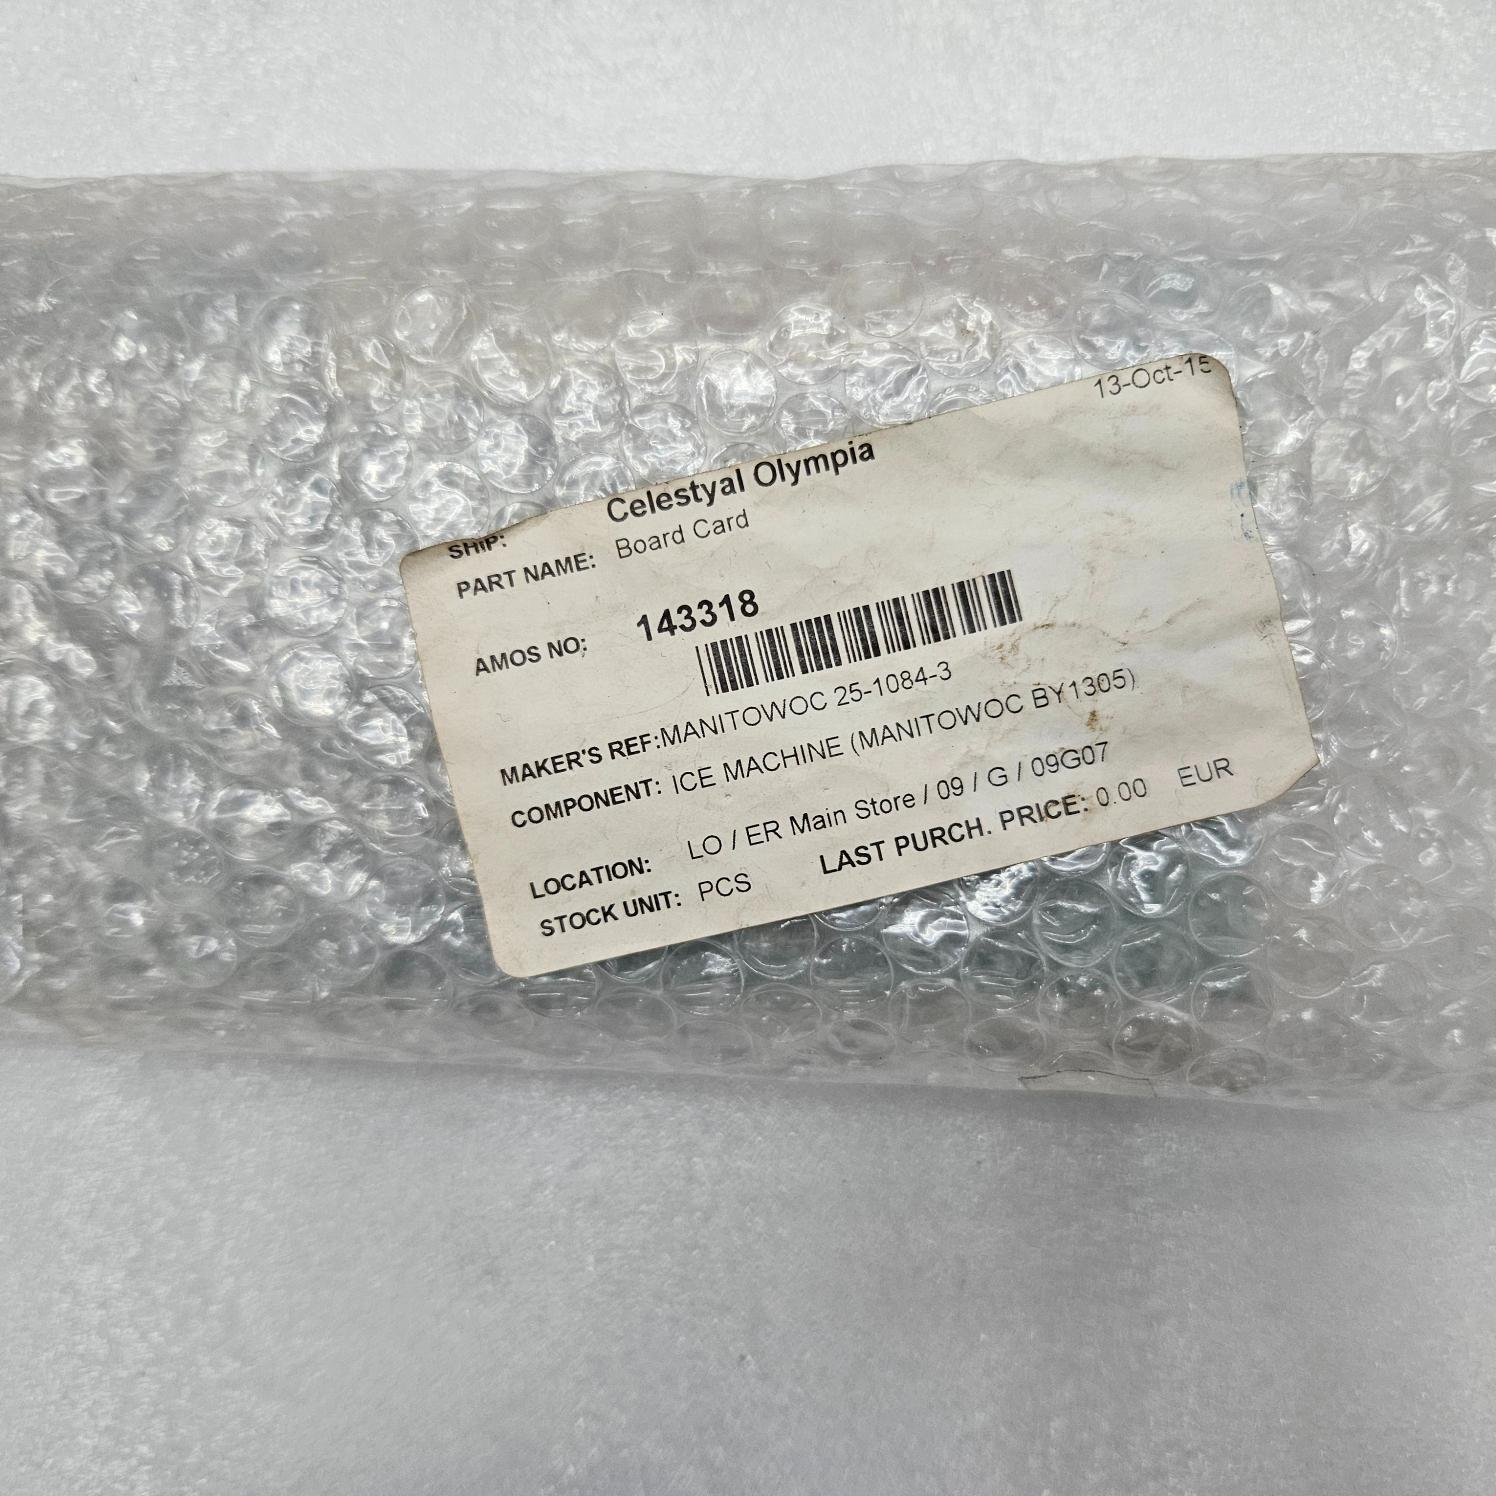 13-Oct-15
SHIP: Celestyal Olympia
PART NAME: Board Card
AMOS NO: 143318
MAKER'S REF:MANITOWOC 25-1084-3
COMPONENT: ICE MACHINE (MANITOWOC BY1305)
LOCATION: LO / ER Main Store / 09 / G / 09G07
STOCK UNIT: PCS LAST PURCH. PRICE: 0.00 EUR